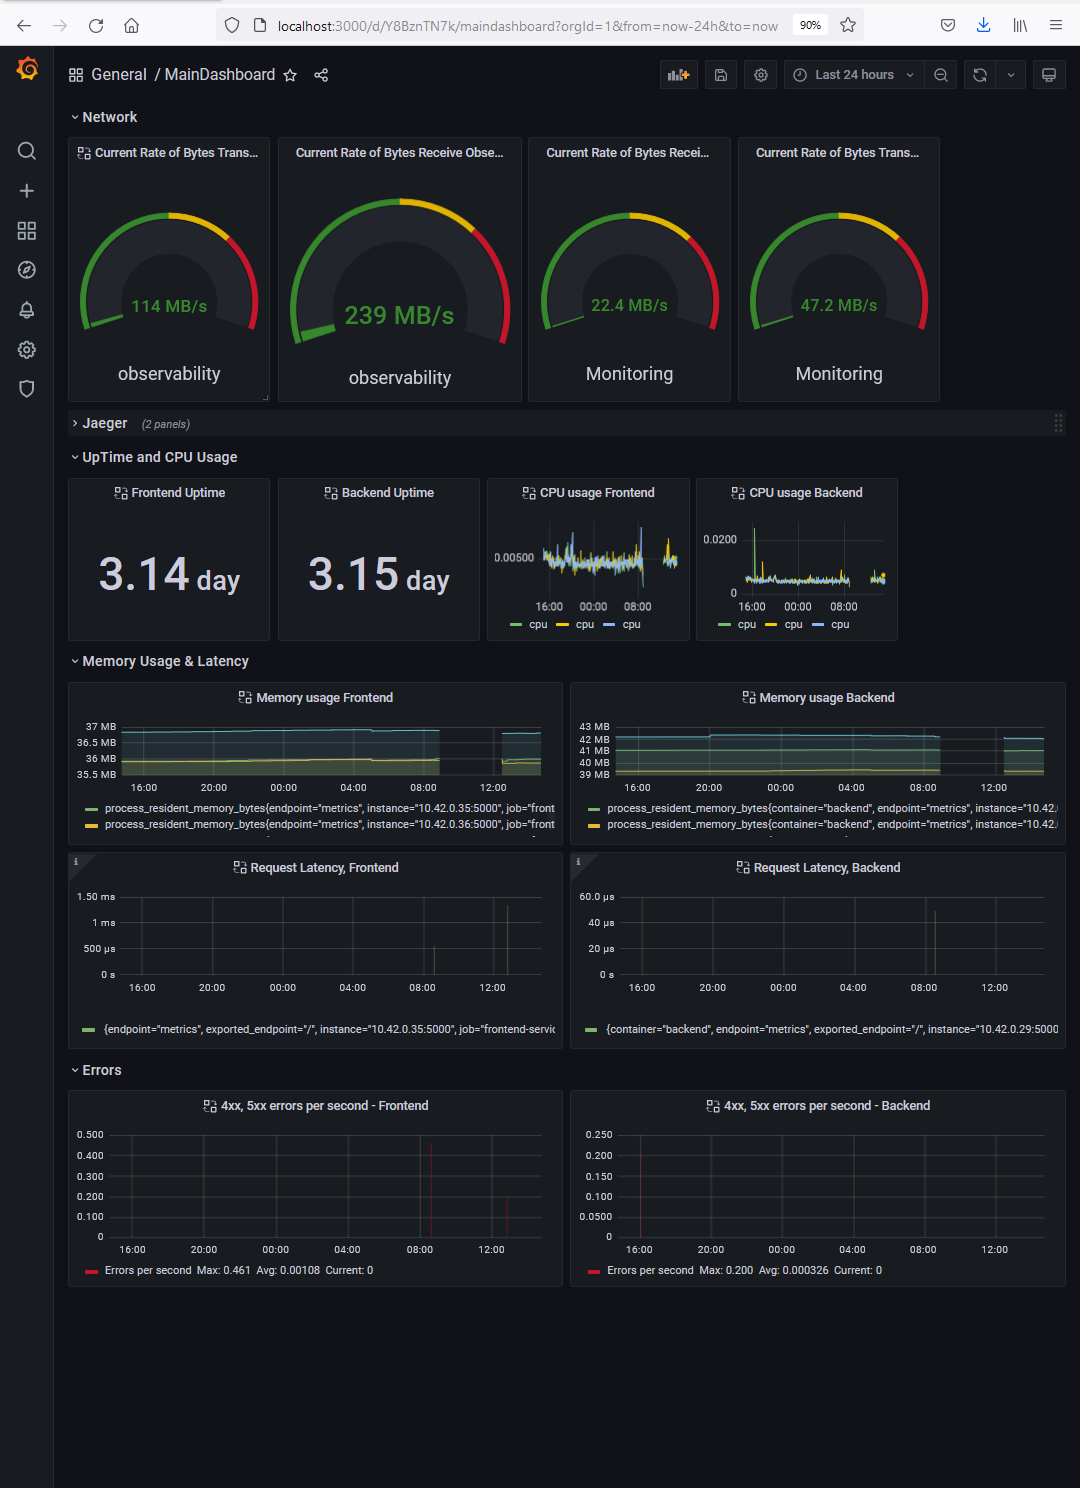 localhost:3000/d/Y8BznTN7k/maindashboard?orgId=1&from=now-24h&to=now 90%
General / MainDashboard Last 24 hours
Network
Current Rate of Bytes Trans... Current Rate of Bytes Receive Obse... Current Rate of Bytes Recei... Current Rate of Bytes Trans...
114 MB/s 239 MB/s 22.4 MB/s 47.2 MB/s
observability observability Monitoring Monitoring
Jaeger (2 panels)
UpTime and CPU Usage
Frontend Uptime Backend Uptime CPU usage Frontend CPU usage Backend
3.14 day 3.15 day
0.00500
16:00 00:00 08:00
cpu cpu cpu
0.0200
0
16:00 00:00 08:00
cpu cpu cpu
Memory Usage & Latency
Memory usage Frontend
37 MB
36.5 MB
36 MB
35.5 MB
16:00 20:00 00:00 04:00 08:00 12:00
process_resident_memory_bytes{endpoint="metrics", instance="10.42.0.35:5000", job="front
process_resident_memory_bytes{endpoint="metrics", instance="10.42.0.36:5000", job="front
Memory usage Backend
43 MB
42 MB
41 MB
40 MB
39 MB
16:00 20:00 00:00 04:00 08:00 12:00
process_resident_memory_bytes{container="backend", endpoint="metrics", instance="10.42.
process_resident_memory_bytes{container="backend", endpoint="metrics", instance="10.42.
i
Request Latency, Frontend
1.50 ms
1 ms
500 µs
0 s
16:00 20:00 00:00 04:00 08:00 12:00
{endpoint="metrics", exported_endpoint="/", instance="10.42.0.35:5000", job="frontend-servic
i
Request Latency, Backend
60.0 µs
40 µs
20 µs
0 s
16:00 20:00 00:00 04:00 08:00 12:00
{container="backend", endpoint="metrics", exported_endpoint="/", instance="10.42.0.29:5000
Errors
4xx, 5xx errors per second - Frontend
0.500
0.400
0.300
0.200
0.100
0
16:00 20:00 00:00 04:00 08:00 12:00
Errors per second Max: 0.461 Avg: 0.00108 Current: 0
4xx, 5xx errors per second - Backend
0.250
0.200
0.150
0.100
0.0500
0
16:00 20:00 00:00 04:00 08:00 12:00
Errors per second Max: 0.200 Avg: 0.000326 Current: 0